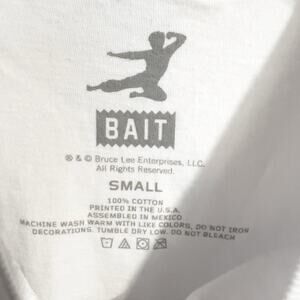 BAIT
® & © Bruce Lee Enterprises, LLC.
All Rights Reserved.
SMALL
100% COTTON
PRINTED IN THE U.S.A.
ASSEMBLED IN MEXICO
MACHINE WASH WARM WITH LIKE COLORS, DO NOT IRON
DECORATIONS. TUMBLE DRY LOW. DO NOT BLEACH